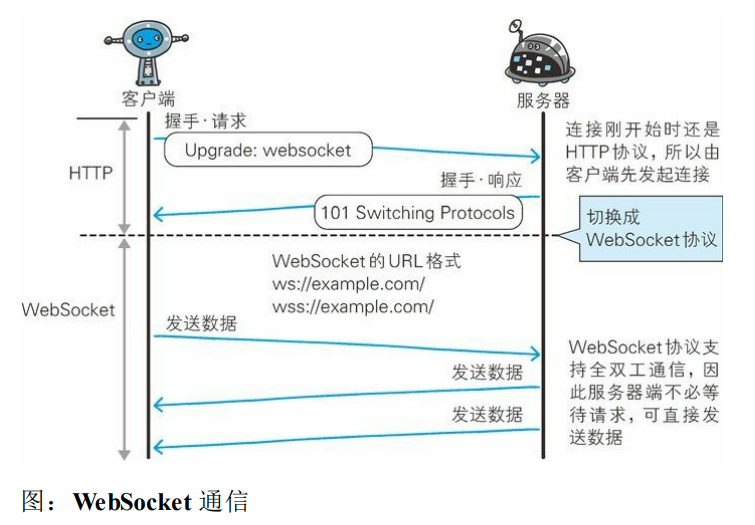 客户端
服务器
握手·请求
Upgrade: websocket
连接刚开始时还是
HTTP协议，所以由
客户端先发起连接
HTTP
握手·响应
101 Switching Protocols
切换成
WebSocket协议
WebSocket的URL格式
ws://example.com/
wss://example.com/
WebSocket
发送数据
WebSocket协议支
持全双工通信，因
此服务器端不必等
待请求，可直接发
送数据
发送数据
发送数据
图：WebSocket 通信